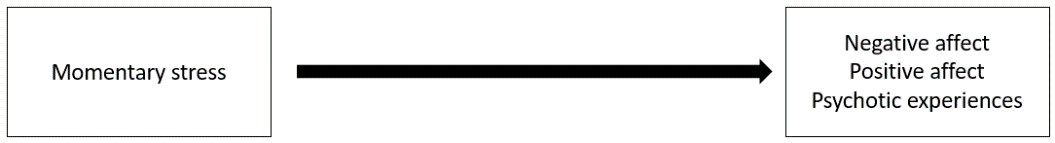 Momentary stress
Negative affect
Positive affect
Psychotic experiences